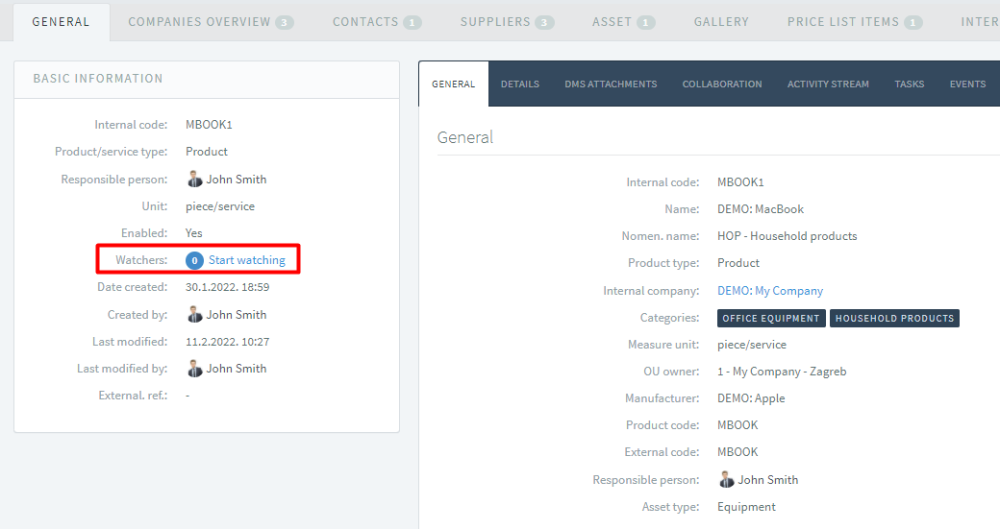 GENERAL COMPANIES OVERVIEW 3 CONTACTS 1 SUPPLIERS 3 ASSET 1 GALLERY PRICE LIST ITEMS 1 INTER
BASIC INFORMATION
Internal code: MBOOK1
Product/service type: Product
Responsible person: John Smith
Unit: piece/service
Enabled: Yes
Watchers: 0 Start watching
Date created: 30.1.2022. 18:59
Created by: John Smith
Last modified: 11.2.2022. 10:27
Last modified by: John Smith
External. ref.: -
GENERAL DETAILS DMS ATTACHMENTS COLLABORATION ACTIVITY STREAM TASKS EVENTS
General
Internal code: MBOOK1
Name: DEMO: MacBook
Nomen. name: HOP - Household products
Product type: Product
Internal company: DEMO: My Company
Categories: OFFICE EQUIPMENT HOUSEHOLD PRODUCTS
Measure unit: piece/service
OU owner: 1 - My Company - Zagreb
Manufacturer: DEMO: Apple
Product code: MBOOK
External code: MBOOK
Responsible person: John Smith
Asset type: Equipment